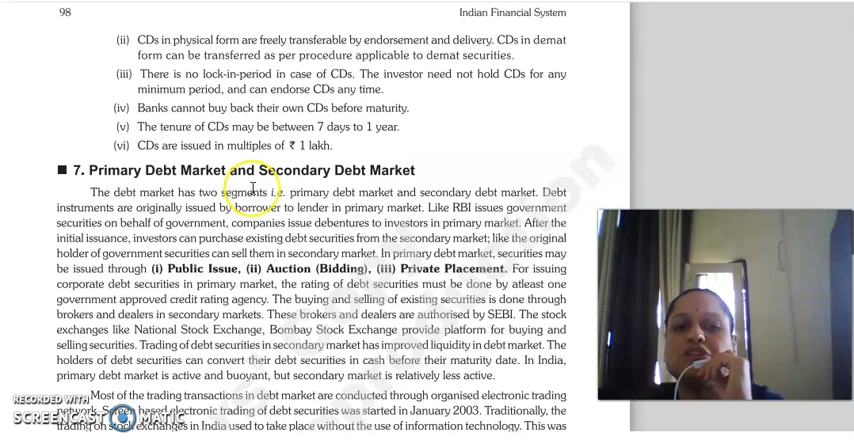 98
Indian Financial System
(ii) CDs in physical form are freely transferable by endorsement and delivery. CDs in demat
form can be transferred as per procedure applicable to demat securities.
(iii) There is no lock-in-period in case of CDs. The investor need not hold CDs for any
minimum period, and can endorse CDs any time.
(iv) Banks cannot buy back their own CDs before maturity.
(v) The tenure of CDs may be between 7 days to 1 year.
(vi) CDs are issued in multiples of ₹ 1 lakh.
■ 7. Primary Debt Market and Secondary Debt Market
The debt market has two segments i.e. primary debt market and secondary debt market. Debt
instruments are originally issued by borrower to lender in primary market. Like RBI issues government
securities on behalf of government, companies issue debentures to investors in primary market. After the
initial issuance, investors can purchase existing debt securities from the secondary market; like the original
holder of government securities can sell them in secondary market. In primary debt market, securities may
be issued through (i) Public Issue, (ii) Auction (Bidding), (iii) Private Placement. For issuing
corporate debt securities in primary market, the rating of debt securities must be done by atleast one
government approved credit rating agency. The buying and selling of existing securities is done through
brokers and dealers in secondary markets. These brokers and dealers are authorised by SEBI. The stock
exchanges like National Stock Exchange, Bombay Stock Exchange provide platform for buying and
selling securities. Trading of debt securities in secondary market has improved liquidity in debt market. The
holders of debt securities can convert their debt securities in cash before their maturity date. In India,
primary debt market is active and buoyant, but secondary market is relatively less active.
Most of the trading transactions in debt market are conducted through organised electronic trading
network. Screen based electronic trading of debt securities was started in January 2003. Traditionally, the
trading on stock exchanges in India used to take place without the use of information technology. This was
RECORDED WITH
SCREENCAST MATIC